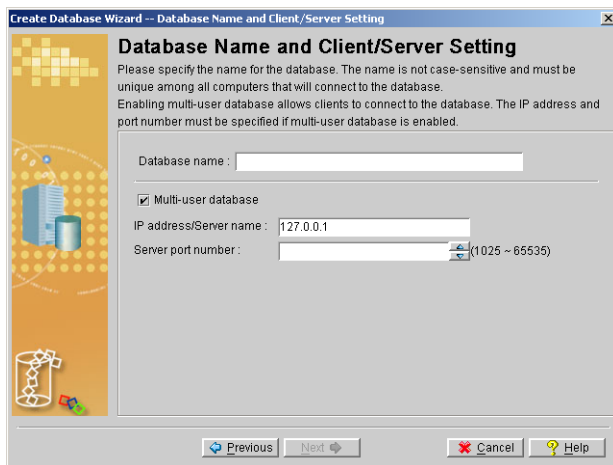 Create Database Wizard -- Database Name and Client/Server Setting
Database Name and Client/Server Setting
Please specify the name for the database. The name is not case-sensitive and must be
unique among all computers that will connect to the database.
Enabling multi-user database allows clients to connect to the database. The IP address and
port number must be specified if multi-user database is enabled.
Database name :
Multi-user database
IP address/Server name : 127.0.0.1
Server port number : (1025 ~ 65535)
Previous Next Cancel Help